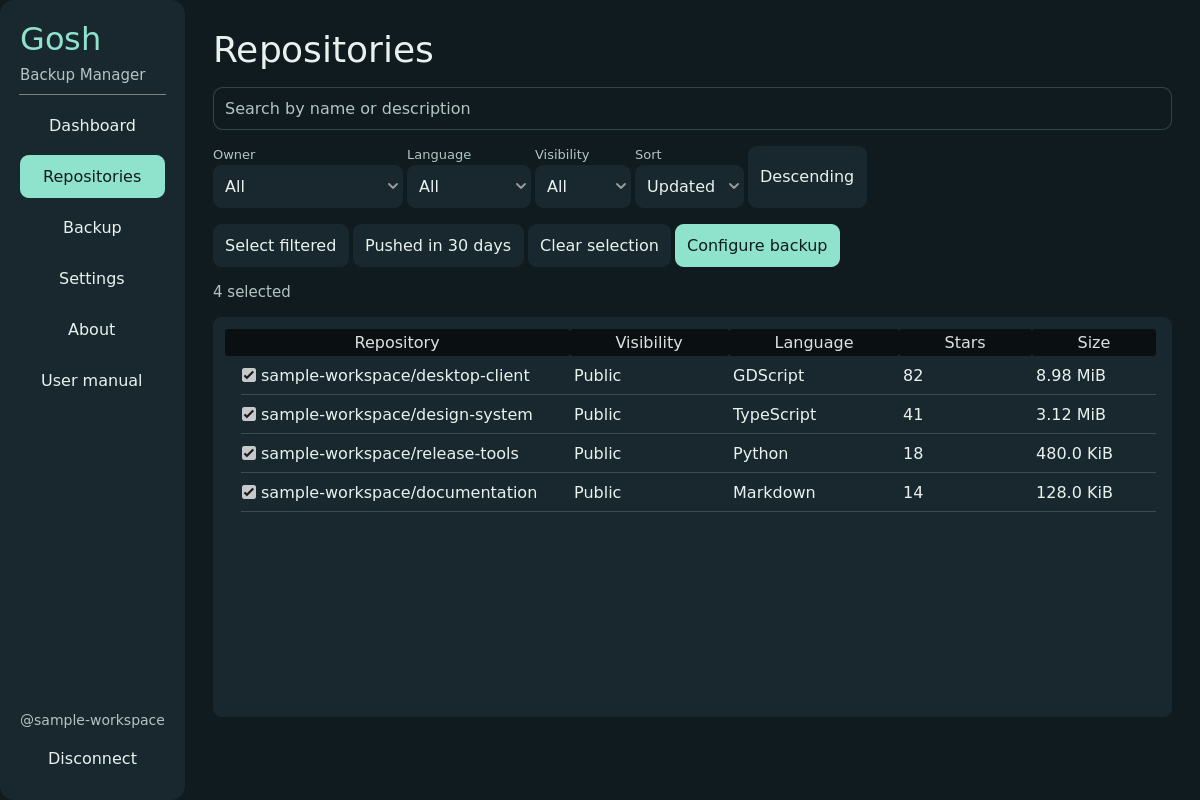 Gosh
Backup Manager
Dashboard
Repositories
Backup
Settings
About
User manual
@sample-workspace
Disconnect
Repositories
Search by name or description
Owner Language Visibility Sort
All All All Updated Descending
Select filtered Pushed in 30 days Clear selection Configure backup
4 selected
Repository Visibility Language Stars Size
sample-workspace/desktop-client Public GDScript 82 8.98 MiB
sample-workspace/design-system Public TypeScript 41 3.12 MiB
sample-workspace/release-tools Public Python 18 480.0 KiB
sample-workspace/documentation Public Markdown 14 128.0 KiB